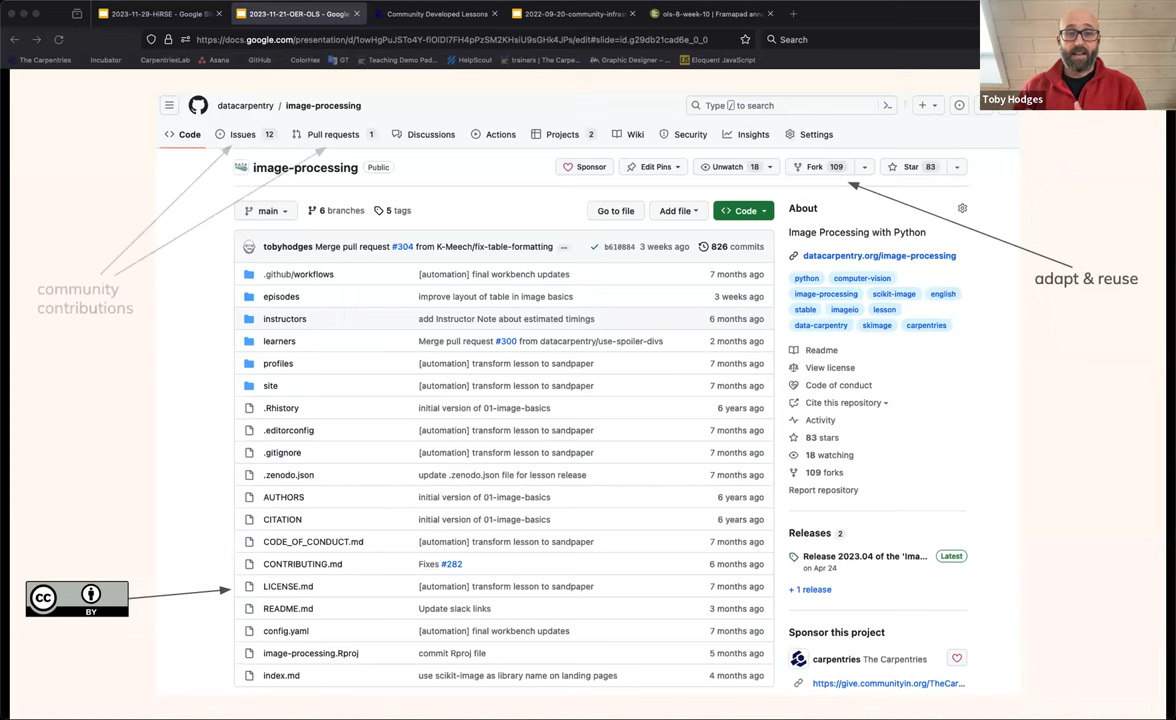 2023-11-29-HiRSE - Google S
2023-11-21-OER-OLS - Google
Community Developed Lessons
2022-09-20-community-infra
ols-8-week-10 | Framapad ann
https://docs.google.com/presentation/d/1owHgPuJSTo4Y-flOlDI7FH4pPzSM2KHsiU9sGHk4JPs/edit#slide=id.g29db21cad6e_0_0
Search
The Carpentries
Incubator
CarpentriesLab
Asana
GitHub
ColorHex
GT
Teaching Demo Pad...
HelpScout
trainers | The Carpe...
Graphic Designer – ...
Eloquent JavaScript
Toby Hodges
datacarpentry / image-processing
Type / to search
Code
Issues 12
Pull requests 1
Discussions
Actions
Projects 2
Wiki
Security
Insights
Settings
image-processing Public
Sponsor
Edit Pins
Unwatch 18
Fork 109
Star 83
main
6 branches
5 tags
Go to file
Add file
Code
tobyhodges Merge pull request #304 from K-Meech/fix-table-formatting ... b610884 3 weeks ago 826 commits
.github/workflows [automation] final workbench updates 7 months ago
episodes improve layout of table in image basics 3 weeks ago
instructors add Instructor Note about estimated timings 6 months ago
learners Merge pull request #300 from datacarpentry/use-spoiler-divs 2 months ago
profiles [automation] transform lesson to sandpaper 7 months ago
site [automation] transform lesson to sandpaper 7 months ago
.Rhistory initial version of 01-image-basics 6 years ago
.editorconfig [automation] transform lesson to sandpaper 7 months ago
.gitignore [automation] transform lesson to sandpaper 7 months ago
.zenodo.json update .zenodo.json file for lesson release 7 months ago
AUTHORS initial version of 01-image-basics 6 years ago
CITATION initial version of 01-image-basics 6 years ago
CODE_OF_CONDUCT.md [automation] transform lesson to sandpaper 7 months ago
CONTRIBUTING.md Fixes #282 6 months ago
LICENSE.md [automation] transform lesson to sandpaper 7 months ago
README.md Update slack links 3 months ago
config.yaml [automation] final workbench updates 7 months ago
image-processing.Rproj commit Rproj file 5 months ago
index.md use scikit-image as library name on landing pages 4 months ago
About
Image Processing with Python
datacarpentry.org/image-processing
python computer-vision
image-processing scikit-image english
stable imageio lesson
data-carpentry skimage carpentries
Readme
View license
Code of conduct
Cite this repository
Activity
83 stars
18 watching
109 forks
Report repository
Releases 2
Release 2023.04 of the 'Ima... Latest
on Apr 24
+ 1 release
Sponsor this project
carpentries The Carpentries
https://give.communityin.org/TheCar...
community
contributions
adapt & reuse
cc
BY